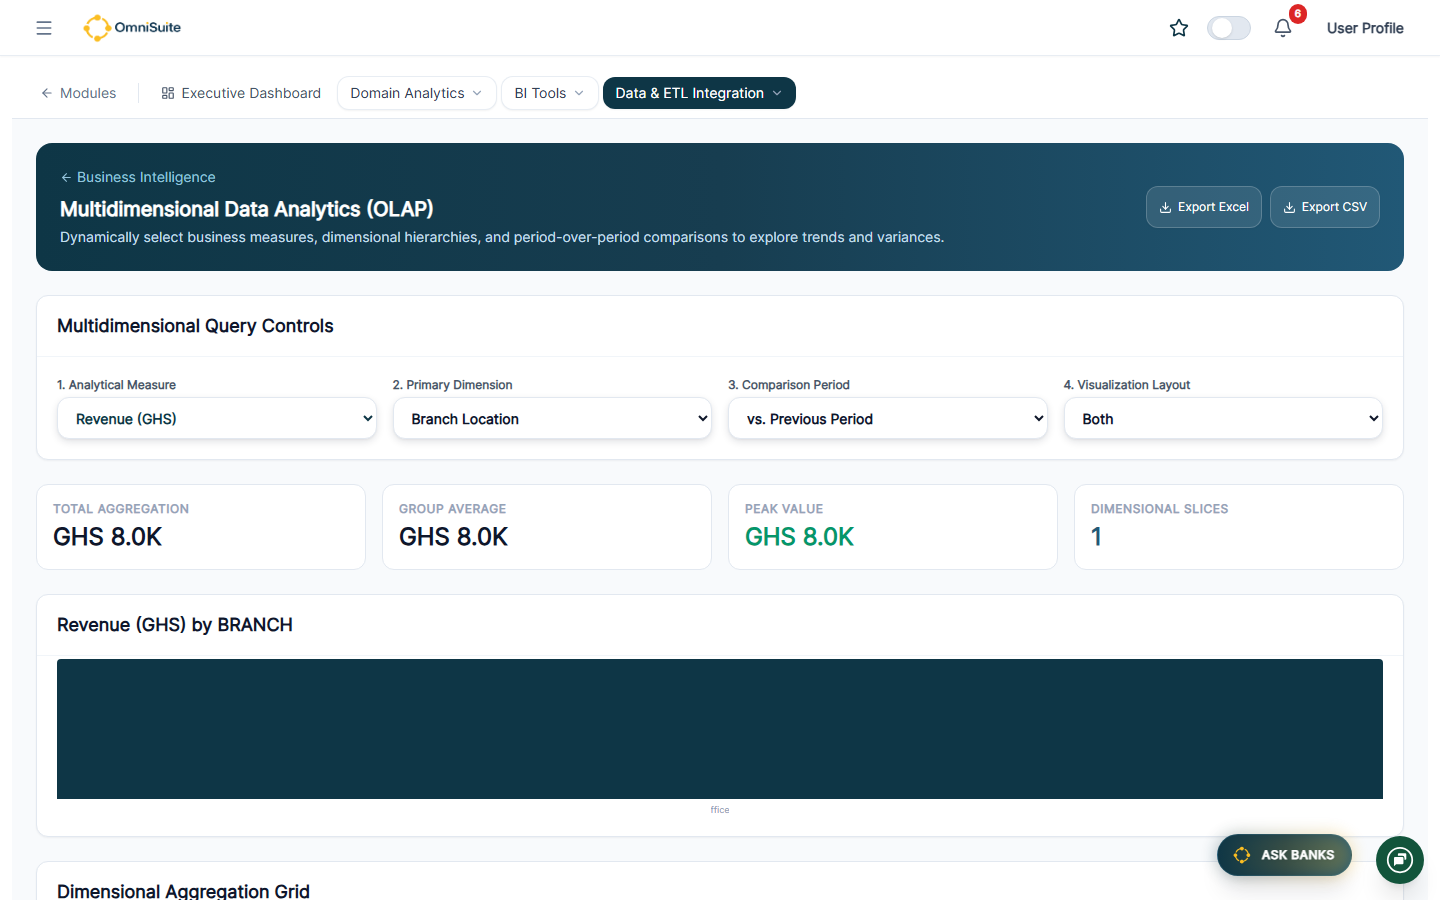 OmniSuite
6
User Profile
Modules
Executive Dashboard
Domain Analytics
BI Tools
Data & ETL Integration
Business Intelligence
Multidimensional Data Analytics (OLAP)
Dynamically select business measures, dimensional hierarchies, and period-over-period comparisons to explore trends and variances.
Export Excel
Export CSV
Multidimensional Query Controls
1. Analytical Measure
2. Primary Dimension
3. Comparison Period
4. Visualization Layout
Revenue (GHS)
Branch Location
vs. Previous Period
Both
TOTAL AGGREGATION
GHS 8.0K
GROUP AVERAGE
GHS 8.0K
PEAK VALUE
GHS 8.0K
DIMENSIONAL SLICES
1
Revenue (GHS) by BRANCH
ffice
ASK BANKS
Dimensional Aggregation Grid